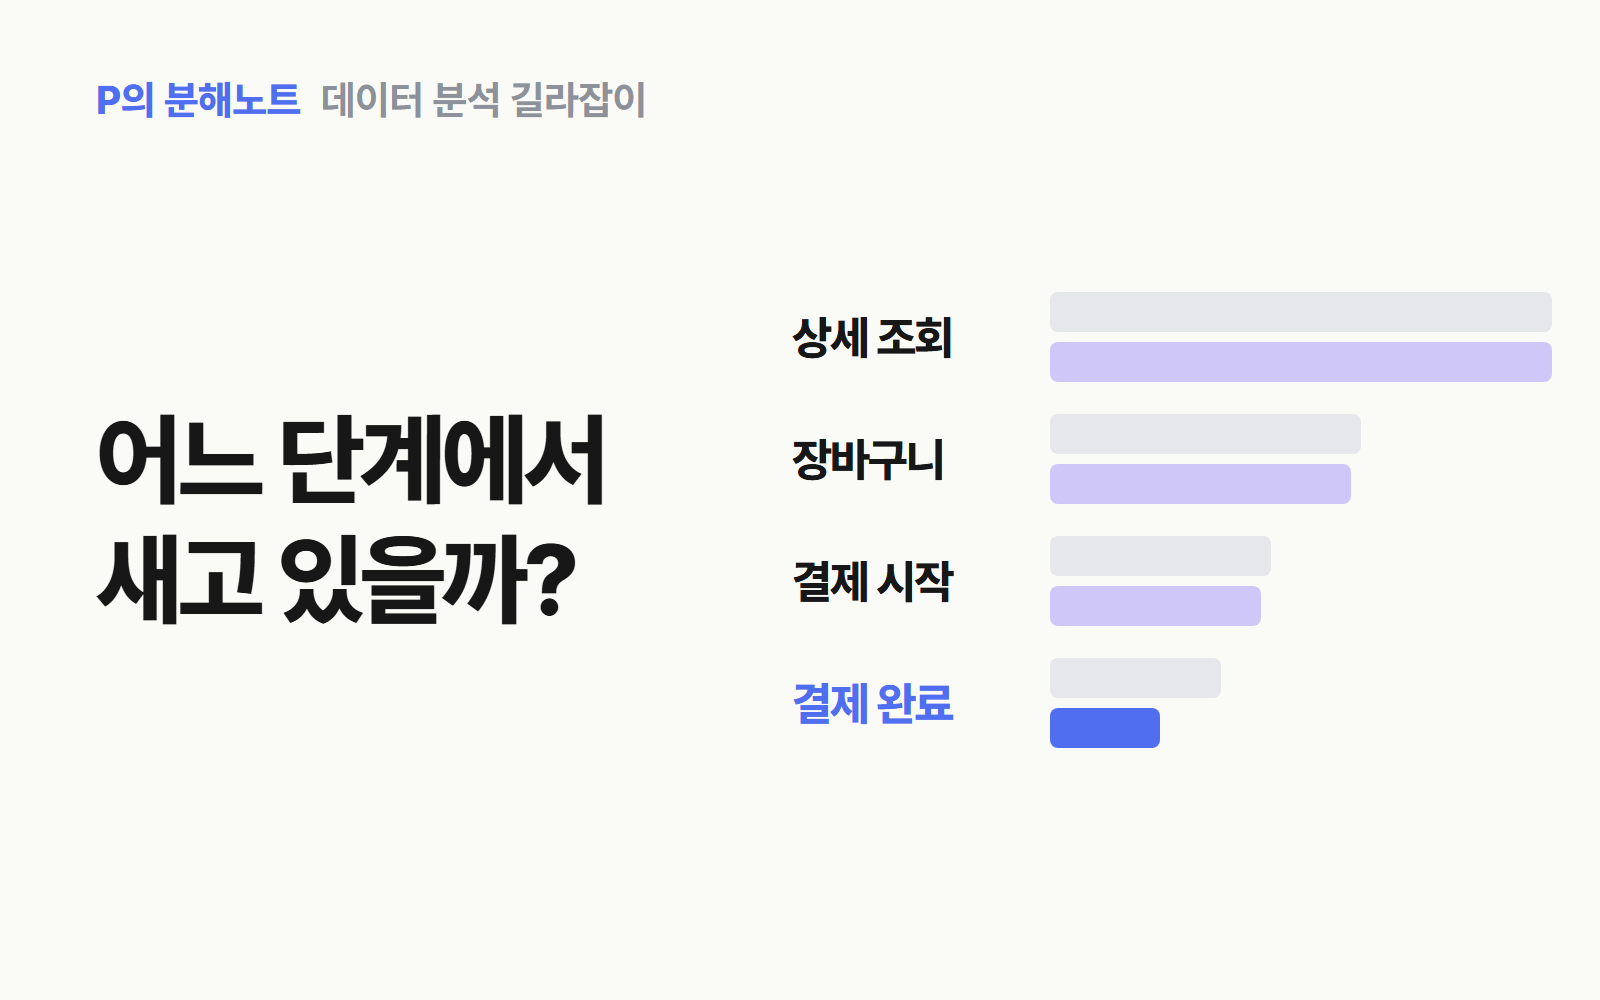 P의 분해노트 데이터 분석 길라잡이
어느 단계에서
새고 있을까?
상세 조회
장바구니
결제 시작
결제 완료